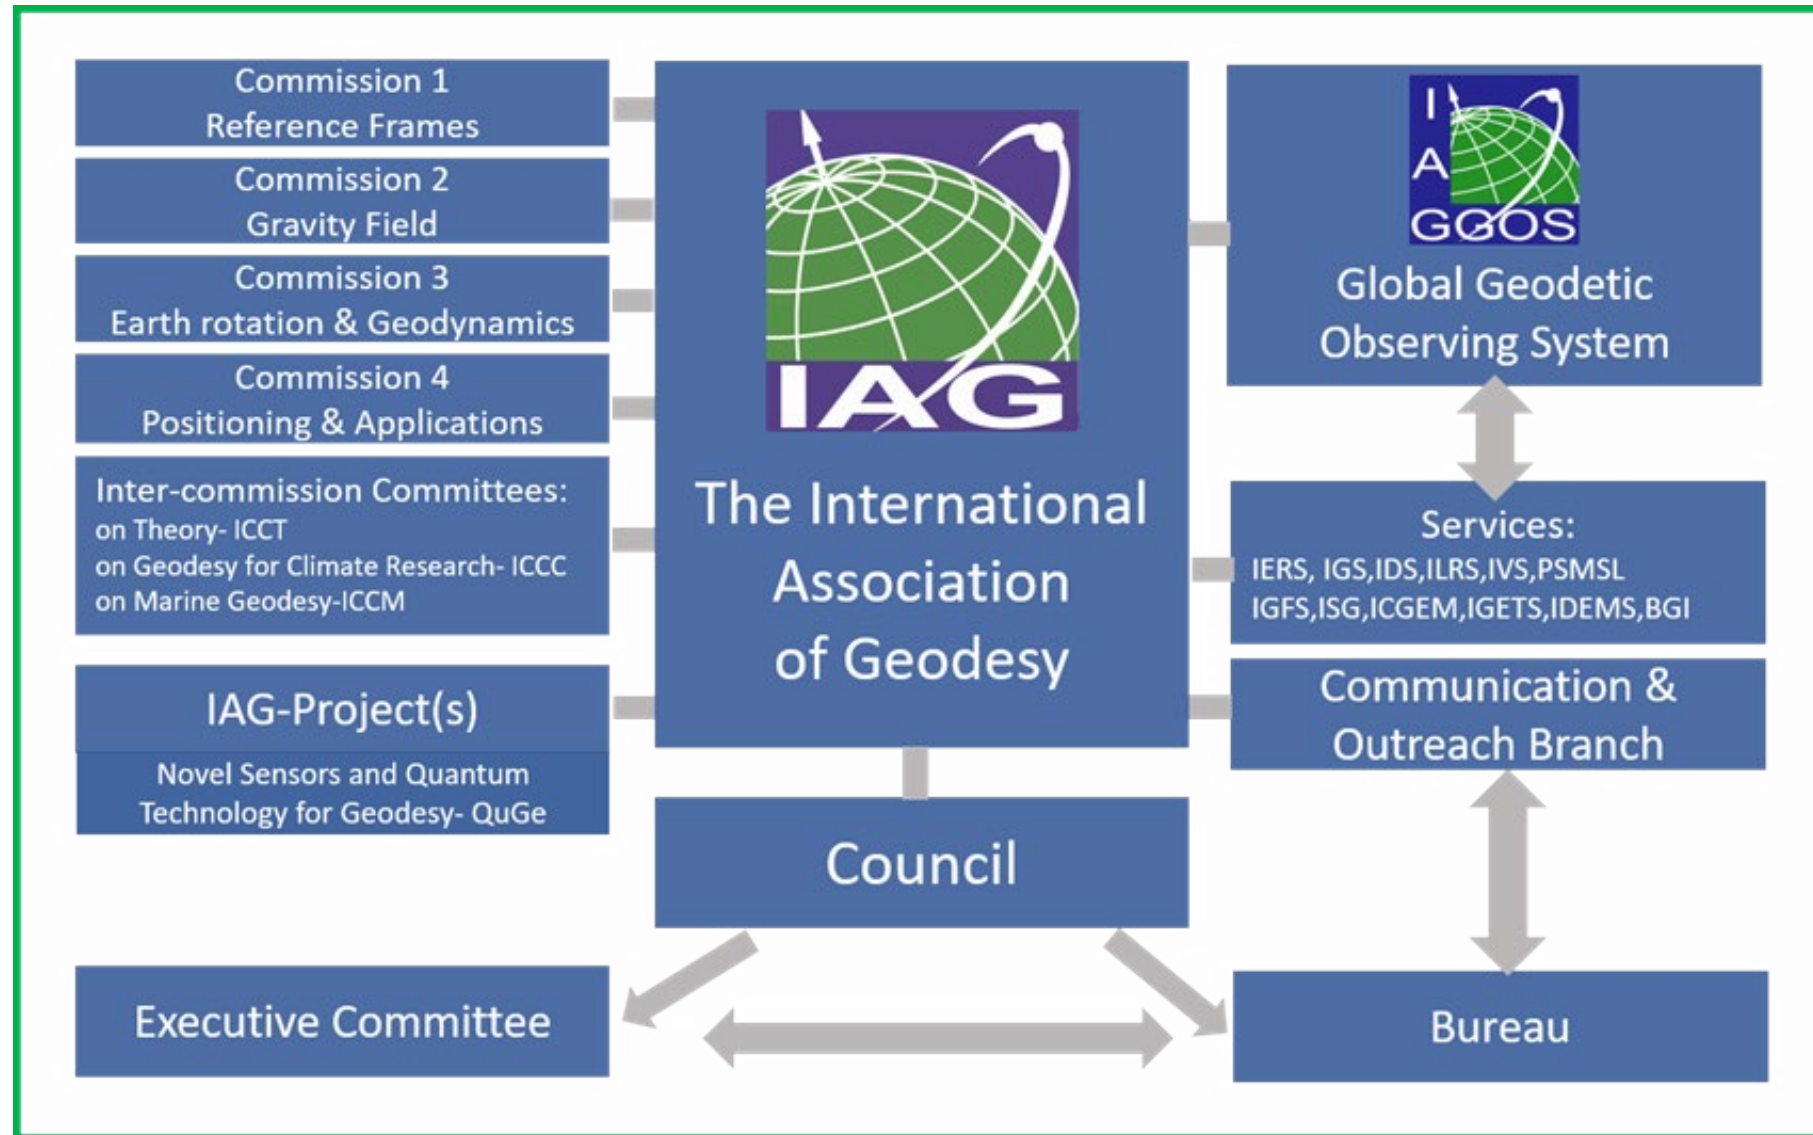 Commission 1
Reference Frames
Commission 2
Gravity Field
Commission 3
Earth rotation & Geodynamics
Commission 4
Positioning & Applications
Inter-commission Committees:
on Theory- ICCT
on Geodesy for Climate Research- ICCC
on Marine Geodesy-ICCM
IAG-Project(s)
Novel Sensors and Quantum
Technology for Geodesy- QuGe
IAG
The International
Association
of Geodesy
Council
I
A
GGOS
Global Geodetic
Observing System
Services:
IERS, IGS,IDS,ILRS,IVS,PSMSL
IGFS,ISG,ICGEM,IGETS,IDEMS,BGI
Communication &
Outreach Branch
Executive Committee
Bureau